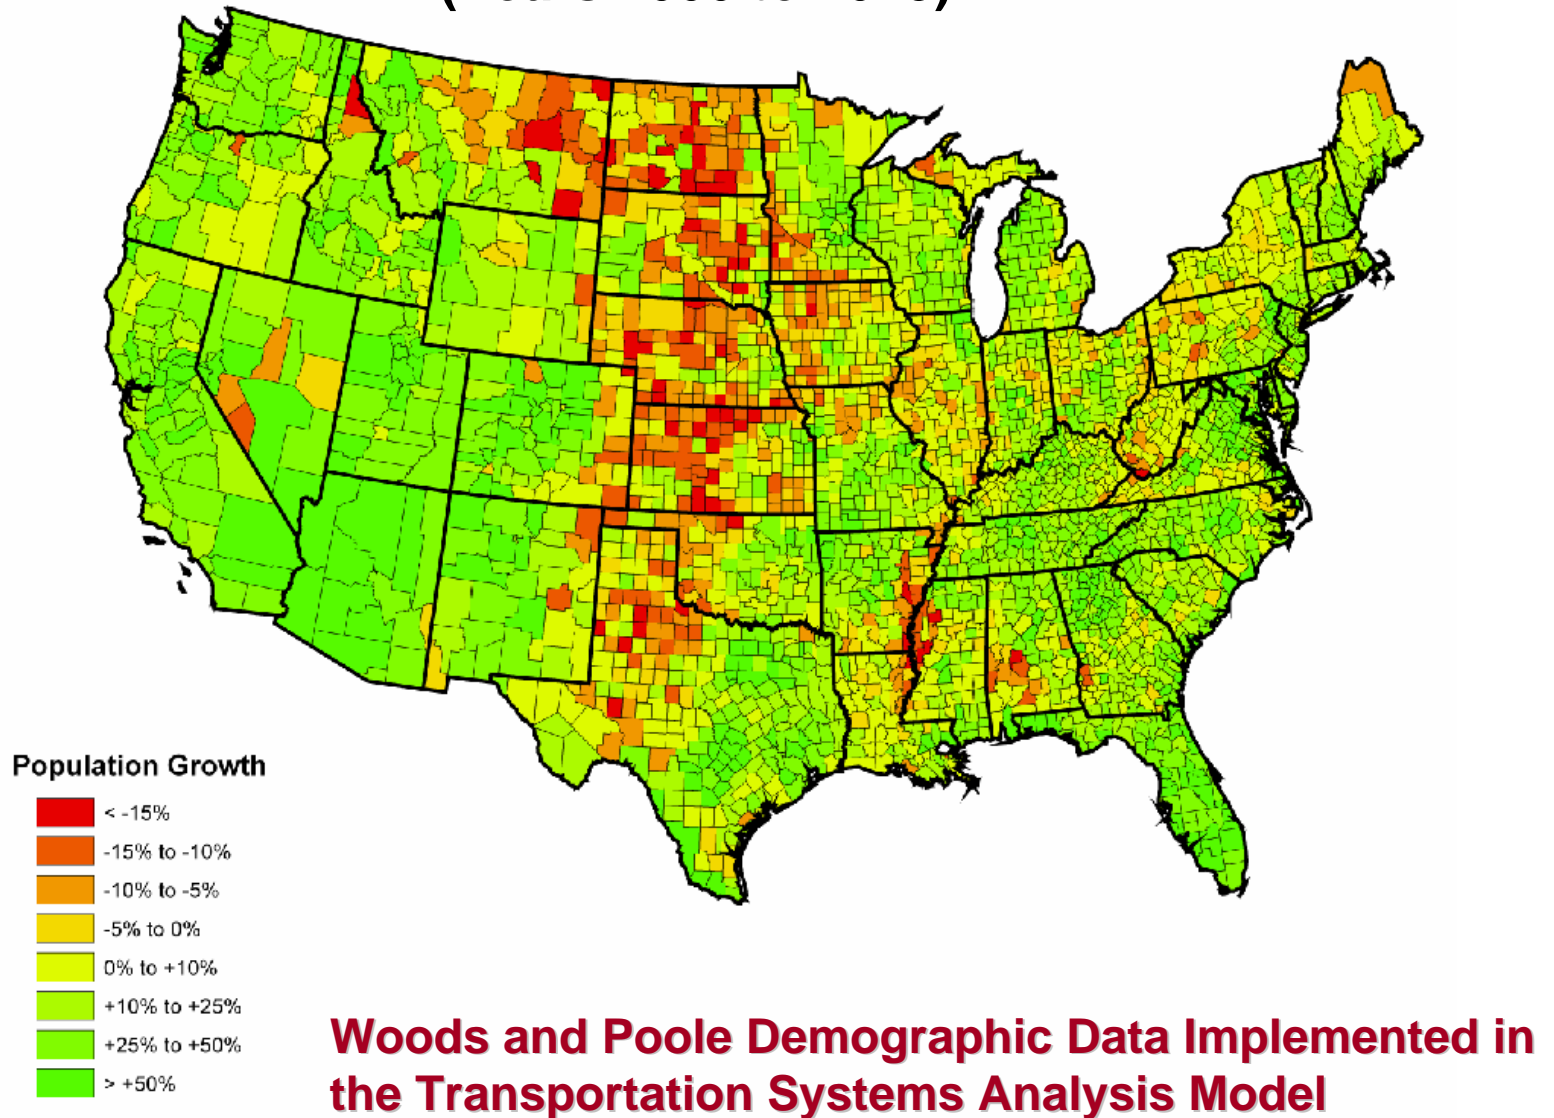 Population Growth
< -15%
-15% to -10%
-10% to -5%
-5% to 0%
0% to +10%
+10% to +25%
+25% to +50%
> +50%
Woods and Poole Demographic Data Implemented in
the Transportation Systems Analysis Model